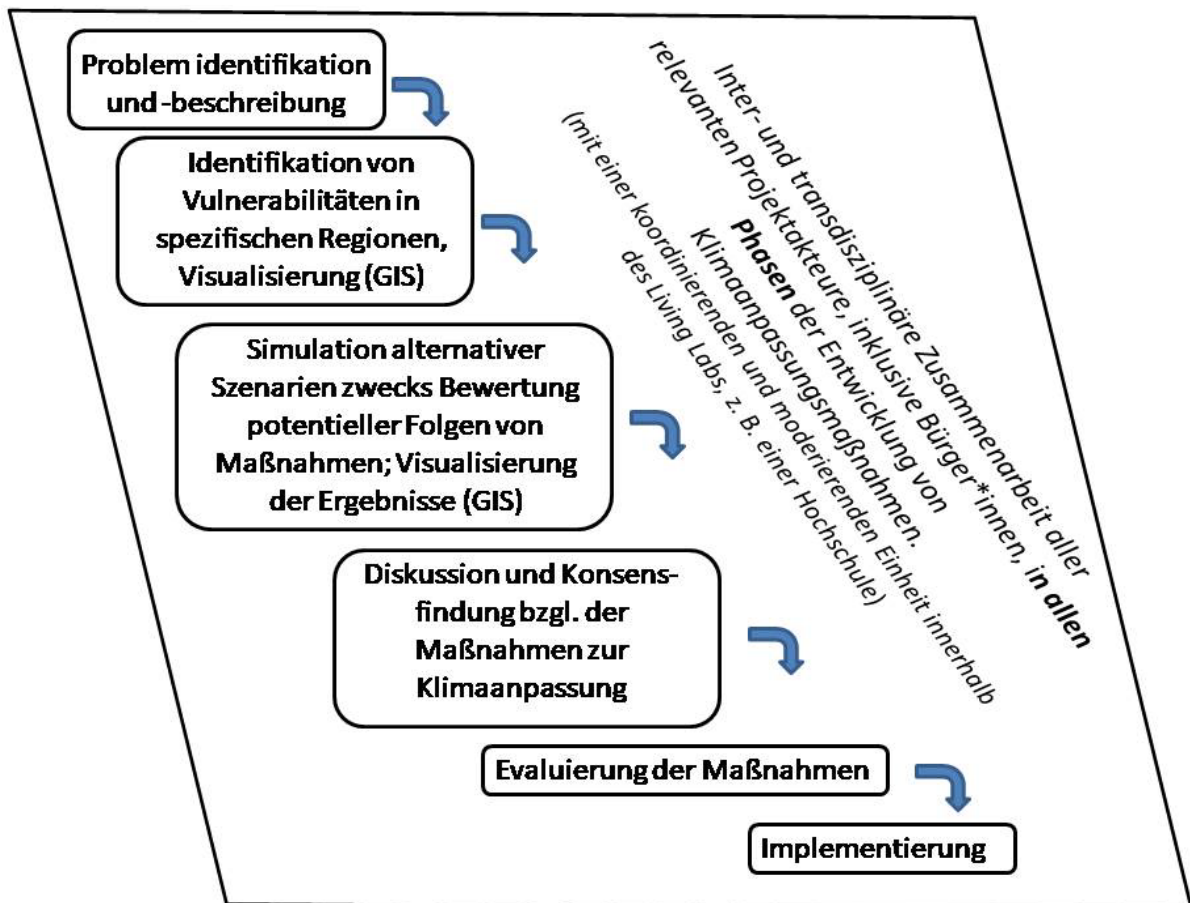 Problem identifikation
und -beschreibung
Identifikation von
Vulnerabilitäten in
spezifischen Regionen,
Visualisierung (GIS)
Simulation alternativer
Szenarien zwecks Bewertung
potentieller Folgen von
Maßnahmen; Visualisierung
der Ergebnisse (GIS)
Diskussion und Konsens-
findung bzgl. der
Maßnahmen zur
Klimaanpassung
Evaluierung der Maßnahmen
Implementierung
Inter- und transdisziplinäre Zusammenarbeit aller
relevanten Projektakteure, inklusive Bürger*innen, in allen
Phasen der Entwicklung von
Klimaanpassungsmaßnahmen.
(mit einer koordinierenden und moderierenden Einheit innerhalb
des Living Labs, z. B. einer Hochschule)